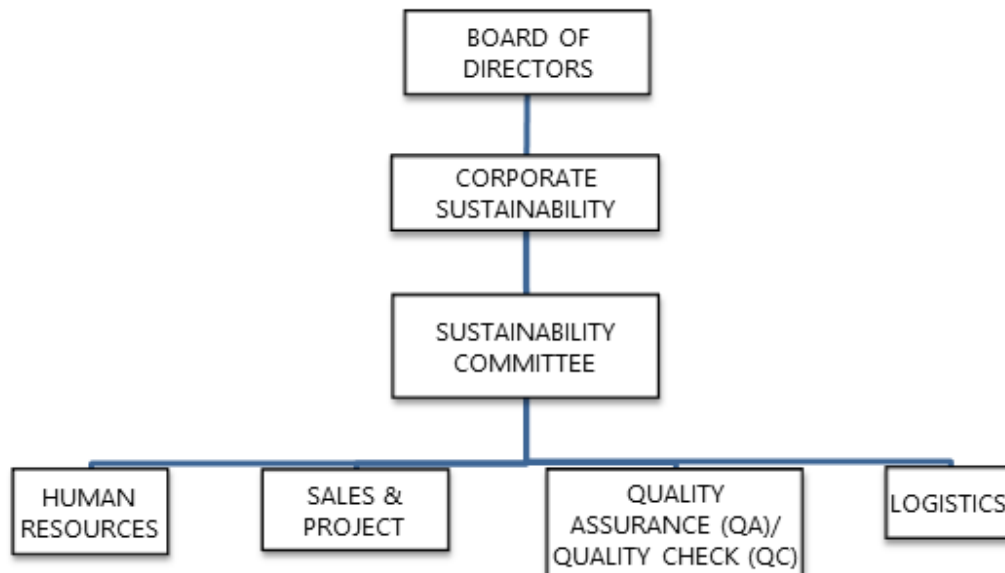 BOARD OF
DIRECTORS
CORPORATE
SUSTAINABILITY
SUSTAINABILITY
COMMITTEE
HUMAN
RESOURCES
SALES &
PROJECT
QUALITY
ASSURANCE (QA)/
QUALITY CHECK (QC)
LOGISTICS